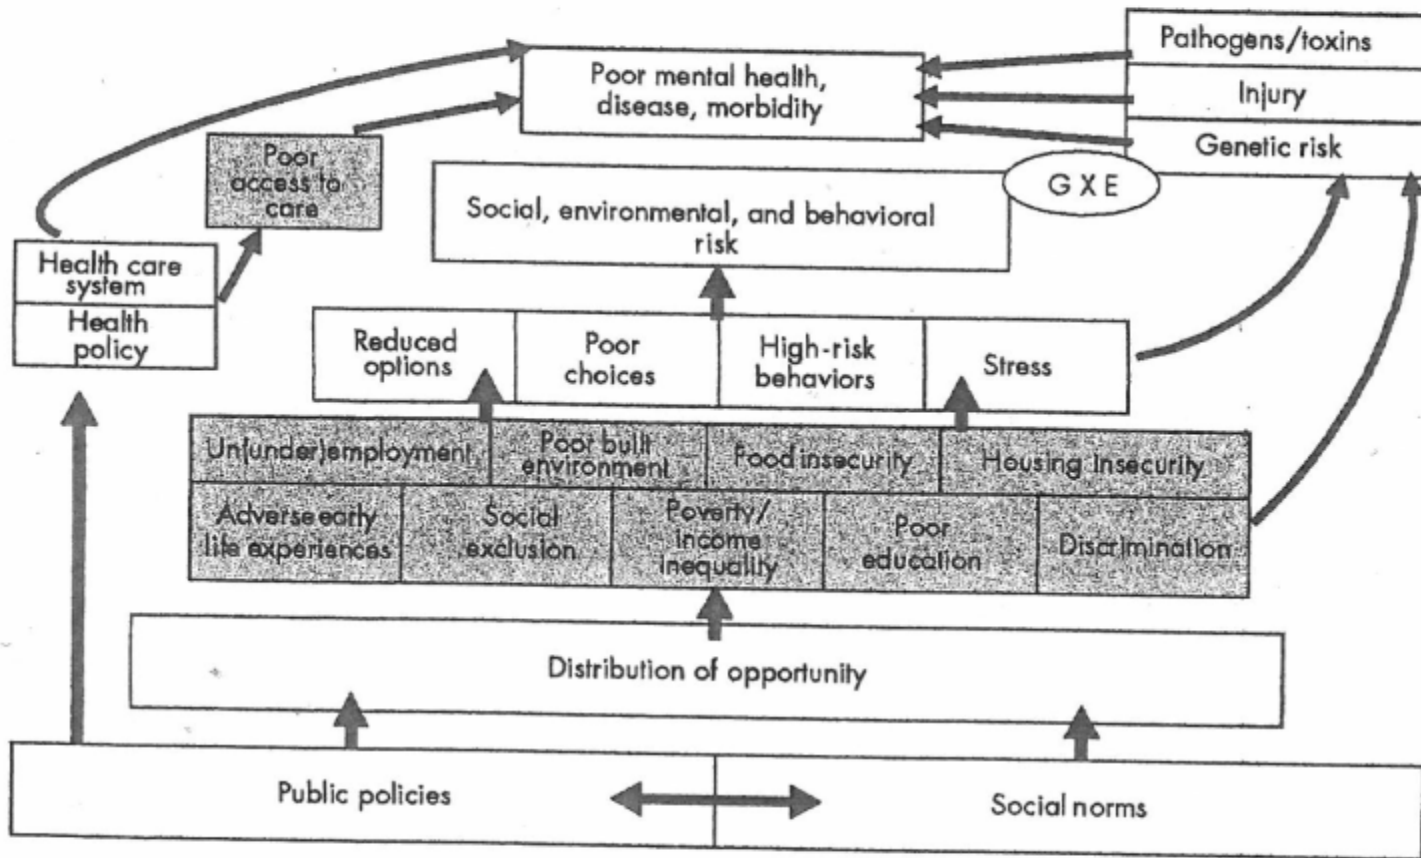 Pathogens/toxins
Injury
Genetic risk
Poor mental health,
disease, morbidity
G X E
Poor
access to
care
Social, environmental, and behavioral
risk
Health care
system
Health
policy
Reduced
options
Poor
choices
High-risk
behaviors
Stress
Un(under)employment
Poor built
environment
Food insecurity
Housing Insecurity
Adverse early
life experiences
Social
exclusion
Poverty/
income
inequality
Poor
education
Discrimination
Distribution of opportunity
Public policies
Social norms